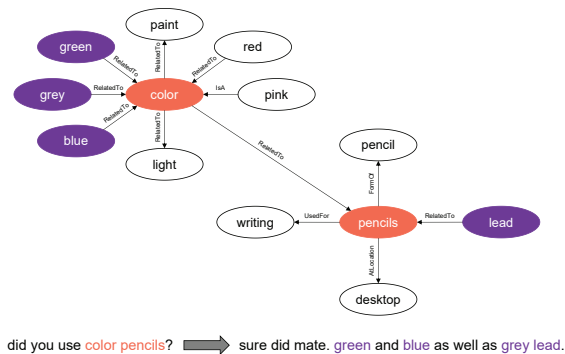 paint
green
red
RelatedTo
RelatedTo
RelatedTo
grey
RelatedTo
color
IsA
pink
RelatedTo
RelatedTo
blue
light
RelatedTo
pencil
FormOf
writing
UsedFor
pencils
RelatedTo
lead
AtLocation
desktop
did you use color pencils? sure did mate. green and blue as well as grey lead.